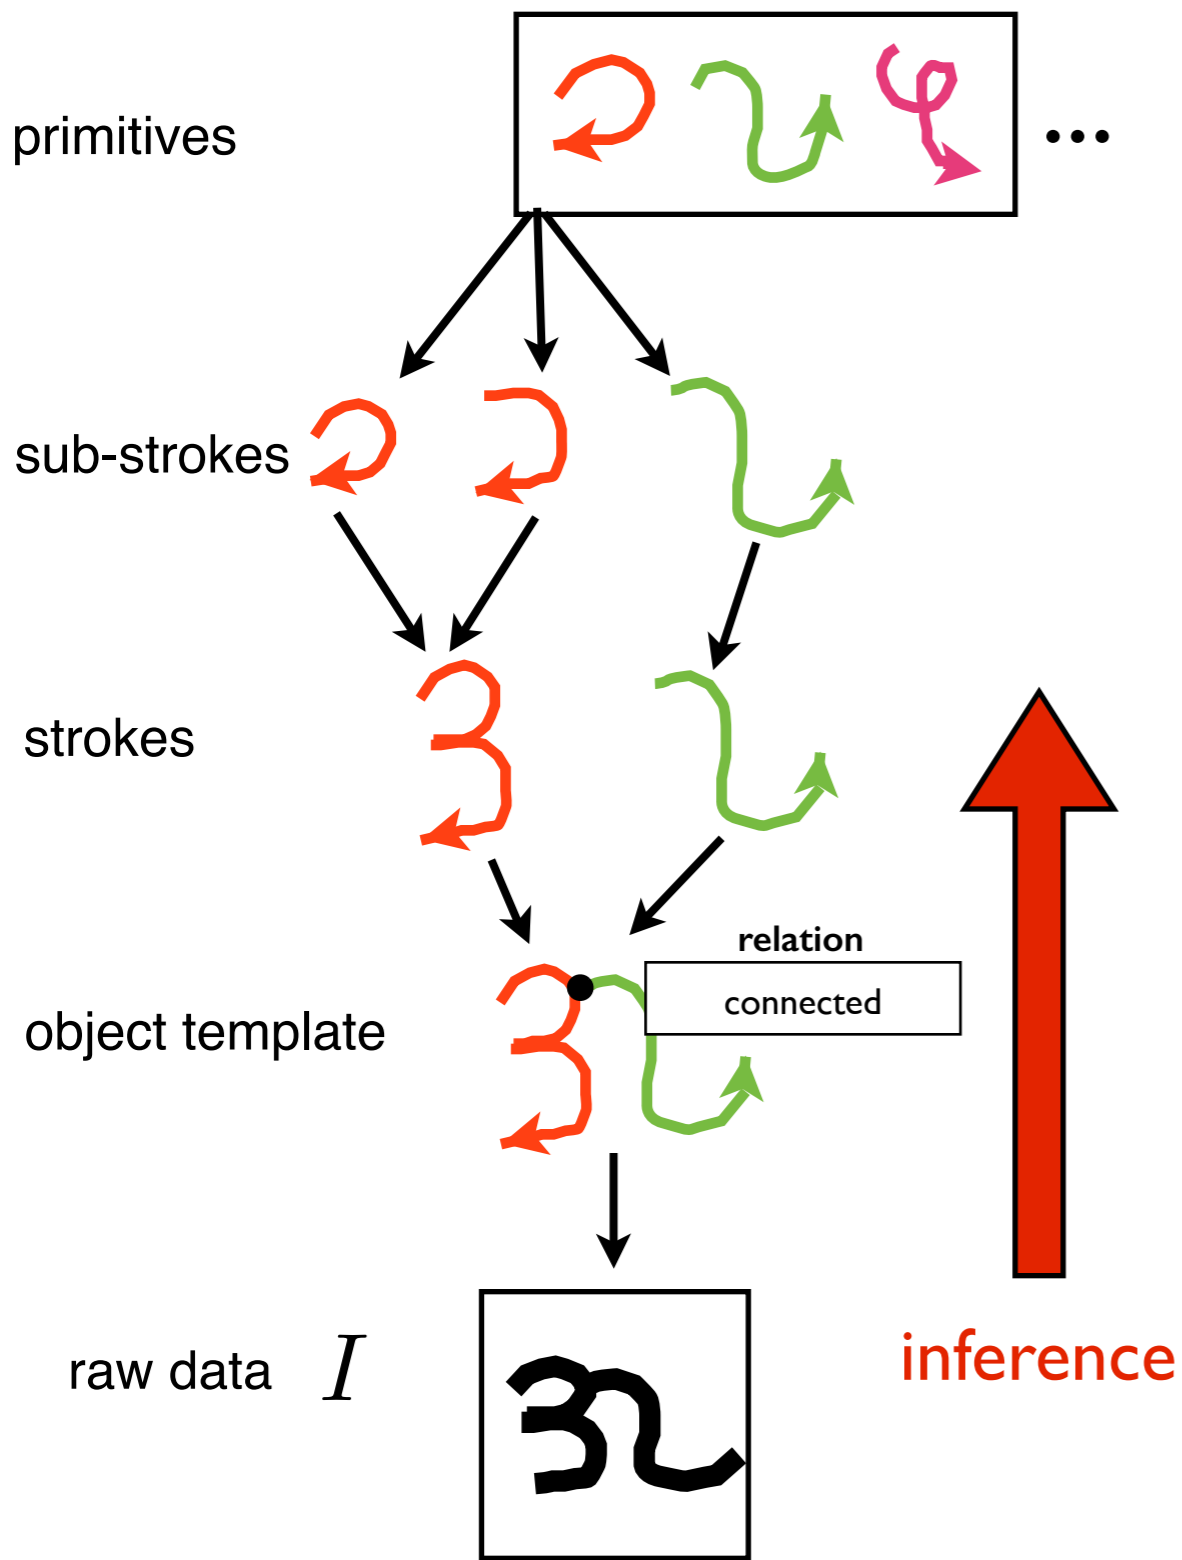 primitives
...
sub-strokes
strokes
relation
connected
object template
raw data I
inference